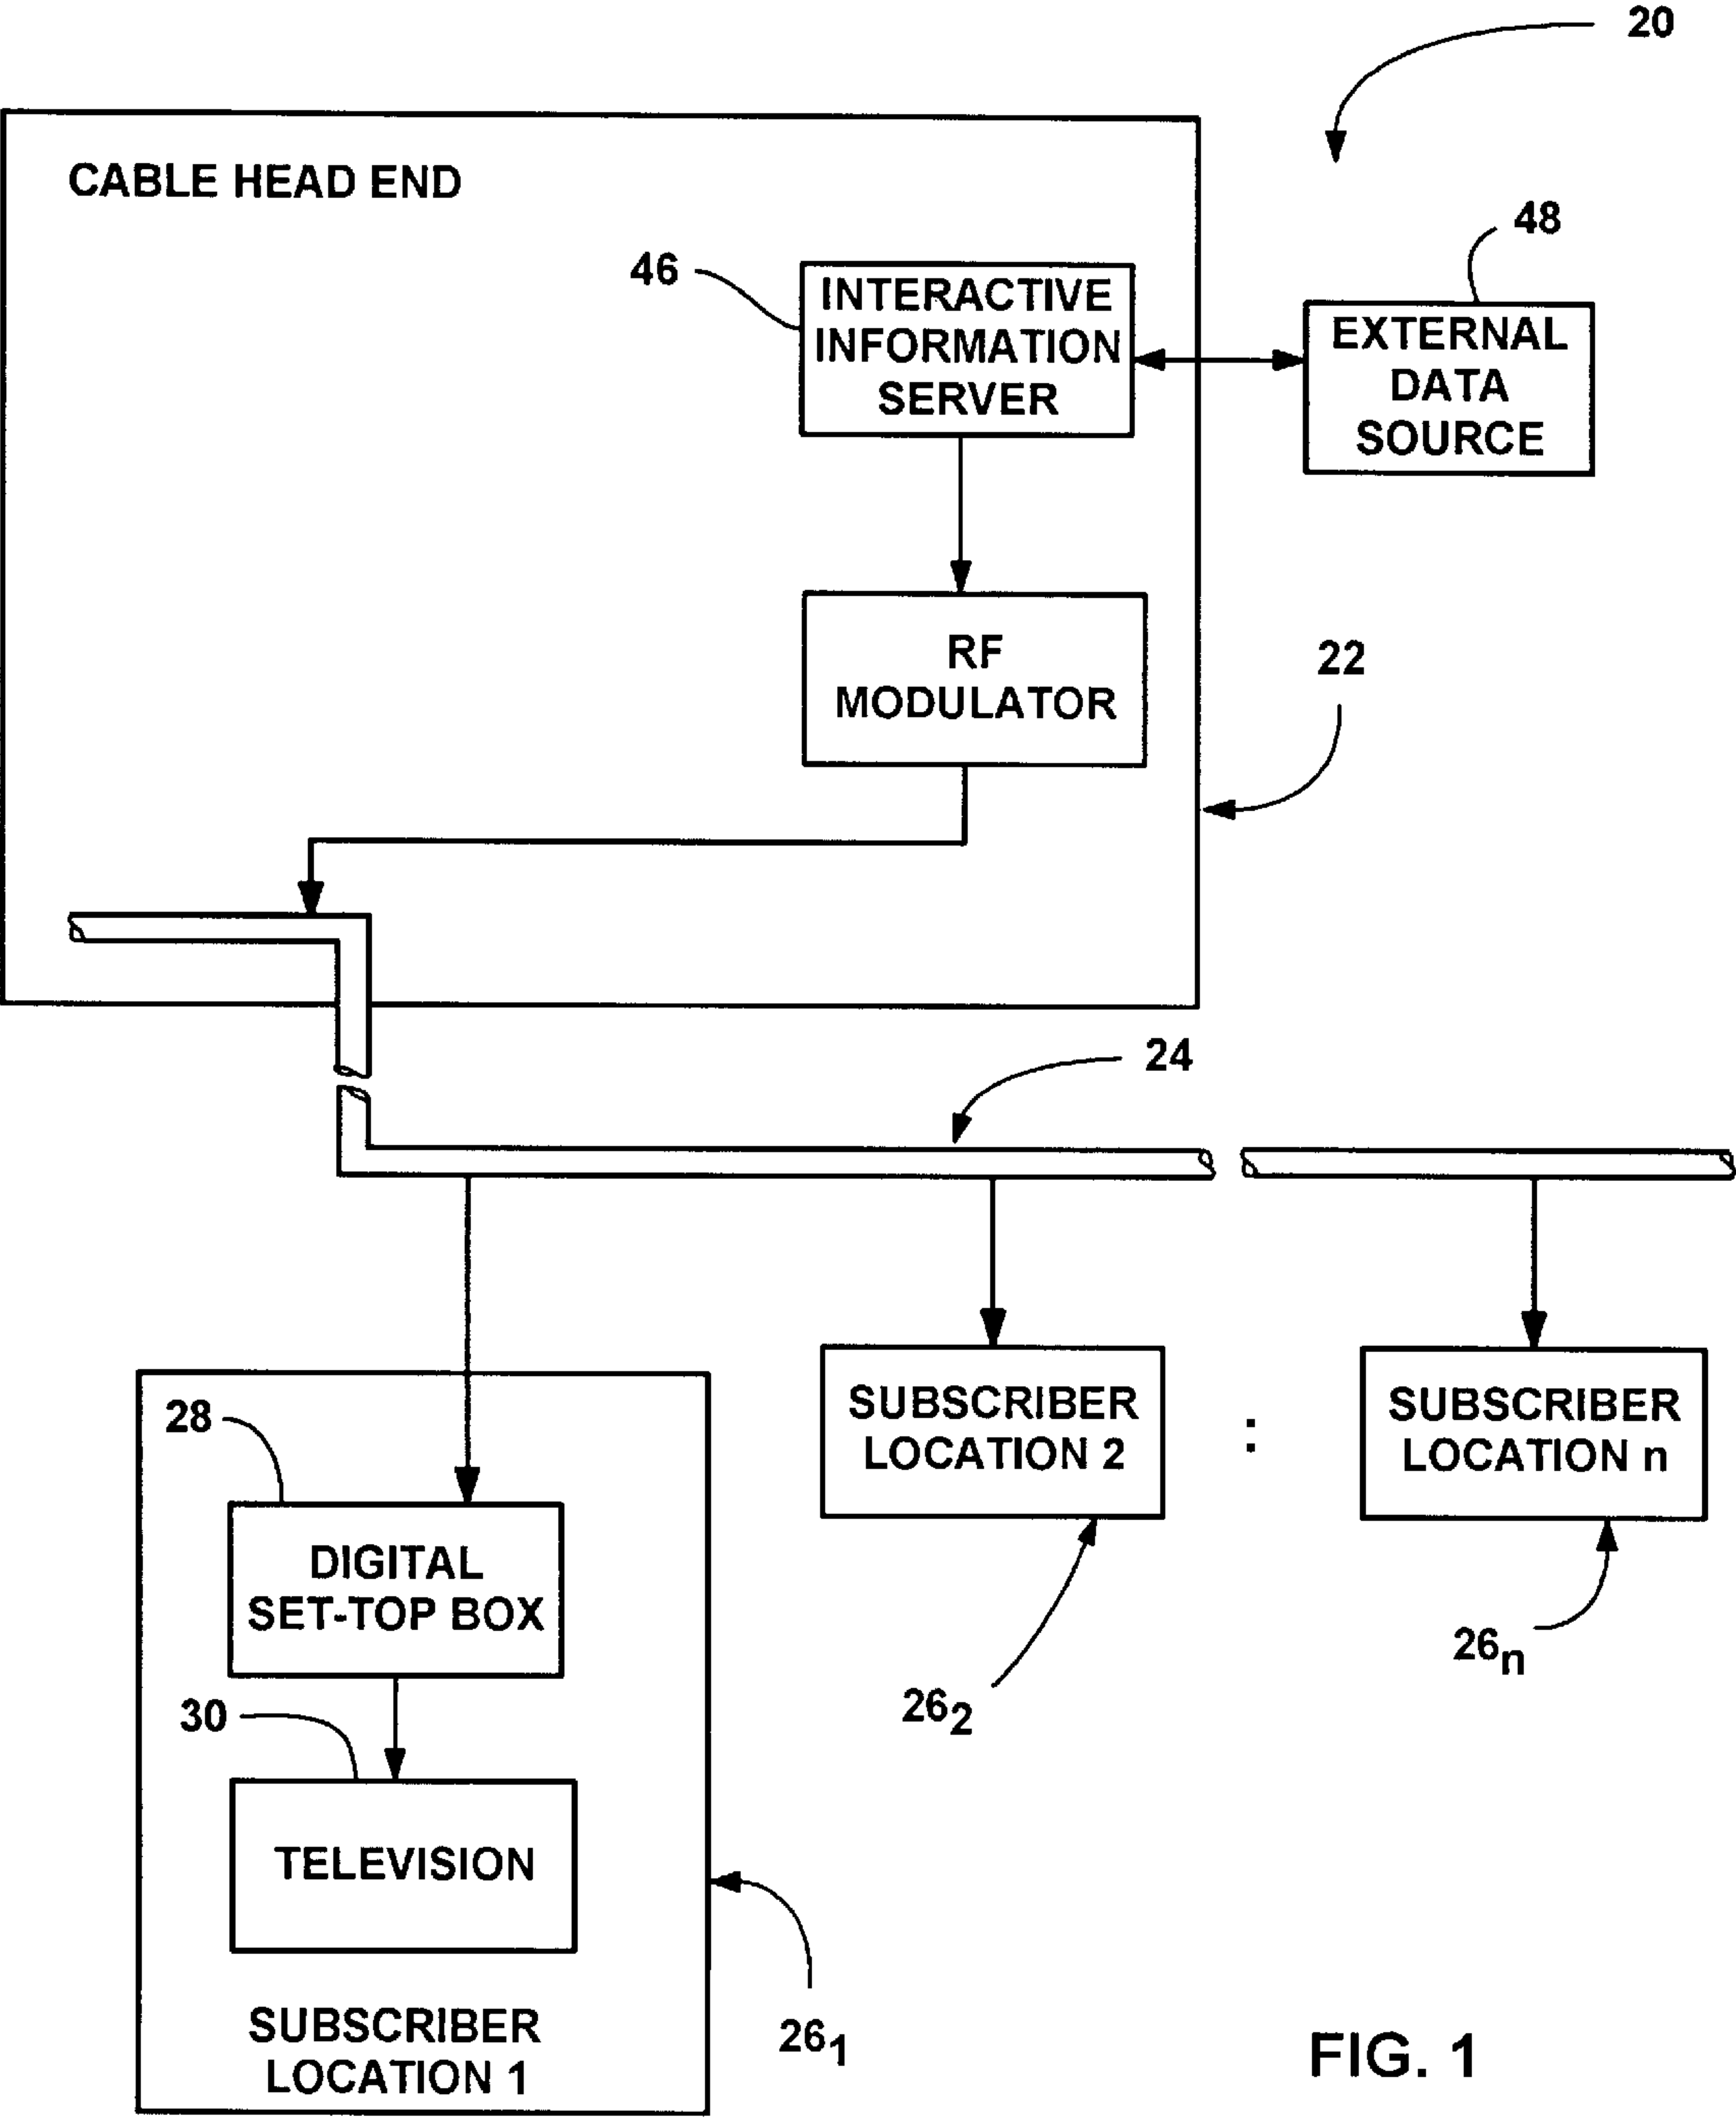 20
CABLE HEAD END
48
46
INTERACTIVE
INFORMATION
SERVER
EXTERNAL
DATA
SOURCE
RF
MODULATOR
22
24
28
SUBSCRIBER
LOCATION 2
:
SUBSCRIBER
LOCATION n
DIGITAL
SET-TOP BOX
26n
262
30
TELEVISION
SUBSCRIBER
LOCATION 1
261
FIG. 1